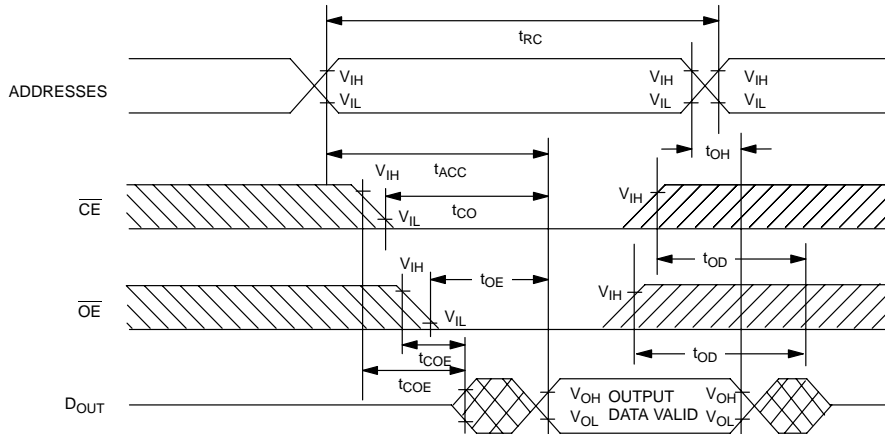 tRC
ADDRESSES
VIH
VIL
VIH
VIL
VIH
VIL
tOH
tACC
CE
VIH
VIL
tCO
VIH
tOD
OE
VIH
VIL
tOE
VIH
tOD
tCOE
tCOE
DOUT
VOH
VOL
OUTPUT
DATA VALID
VOH
VOL